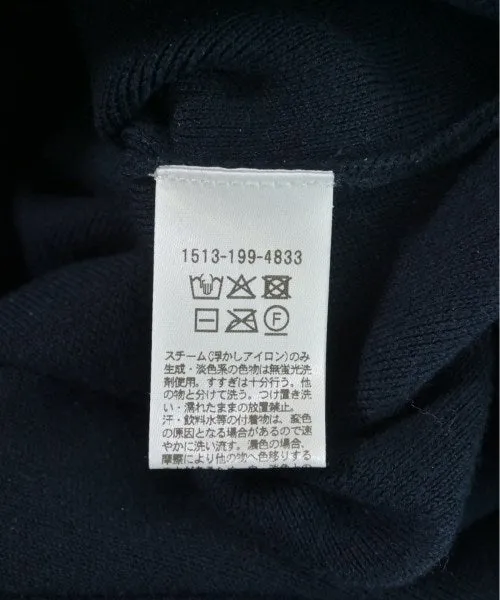 1513-199-4833
F
スチーム(浮かしアイロン)のみ
生成・淡色系の色物は無蛍光洗
剤使用。すすぎは十分行う。他
の物と分けて洗う。つけ置き洗
い・濡れたままの放置禁止。
汗・飲料水等の付着物は、変色
の原因となる場合があるので速
やかに洗い流す。濃色の場合、
摩擦により他の物へ色移りする